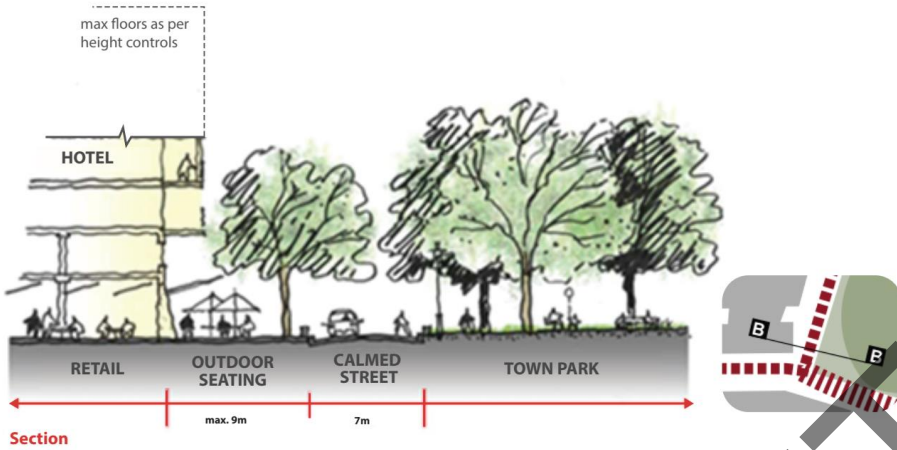 max floors as per
height controls
HOTEL
RETAIL
OUTDOOR
SEATING
CALMED
STREET
TOWN PARK
max. 9m
7m
Section
B
B